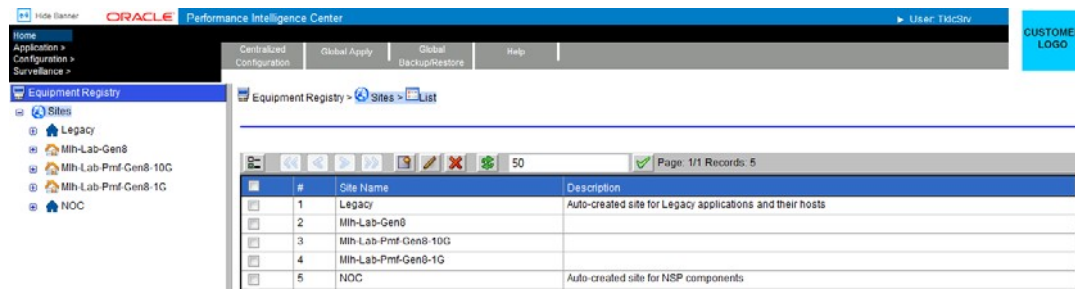 Hide Banner ORACLE Performance Intelligence Center ► User: TklcSrv
CUSTOME
LOGO
Home
Application >
Configuration >
Surveillance >
Centralized Configuration Global Apply Global Backup/Restore Help
Equipment Registry
Equipment Registry > Sites > List
Sites
Legacy
Mlh-Lab-Gen8
Mlh-Lab-Pmf-Gen8-10G
Mlh-Lab-Pmf-Gen8-1G
NOC
50 Page: 1/1 Records: 5
# Site Name Description
1 Legacy Auto-created site for Legacy applications and their hosts
2 Mlh-Lab-Gen8
3 Mlh-Lab-Pmf-Gen8-10G
4 Mlh-Lab-Pmf-Gen8-1G
5 NOC Auto-created site for NSP components